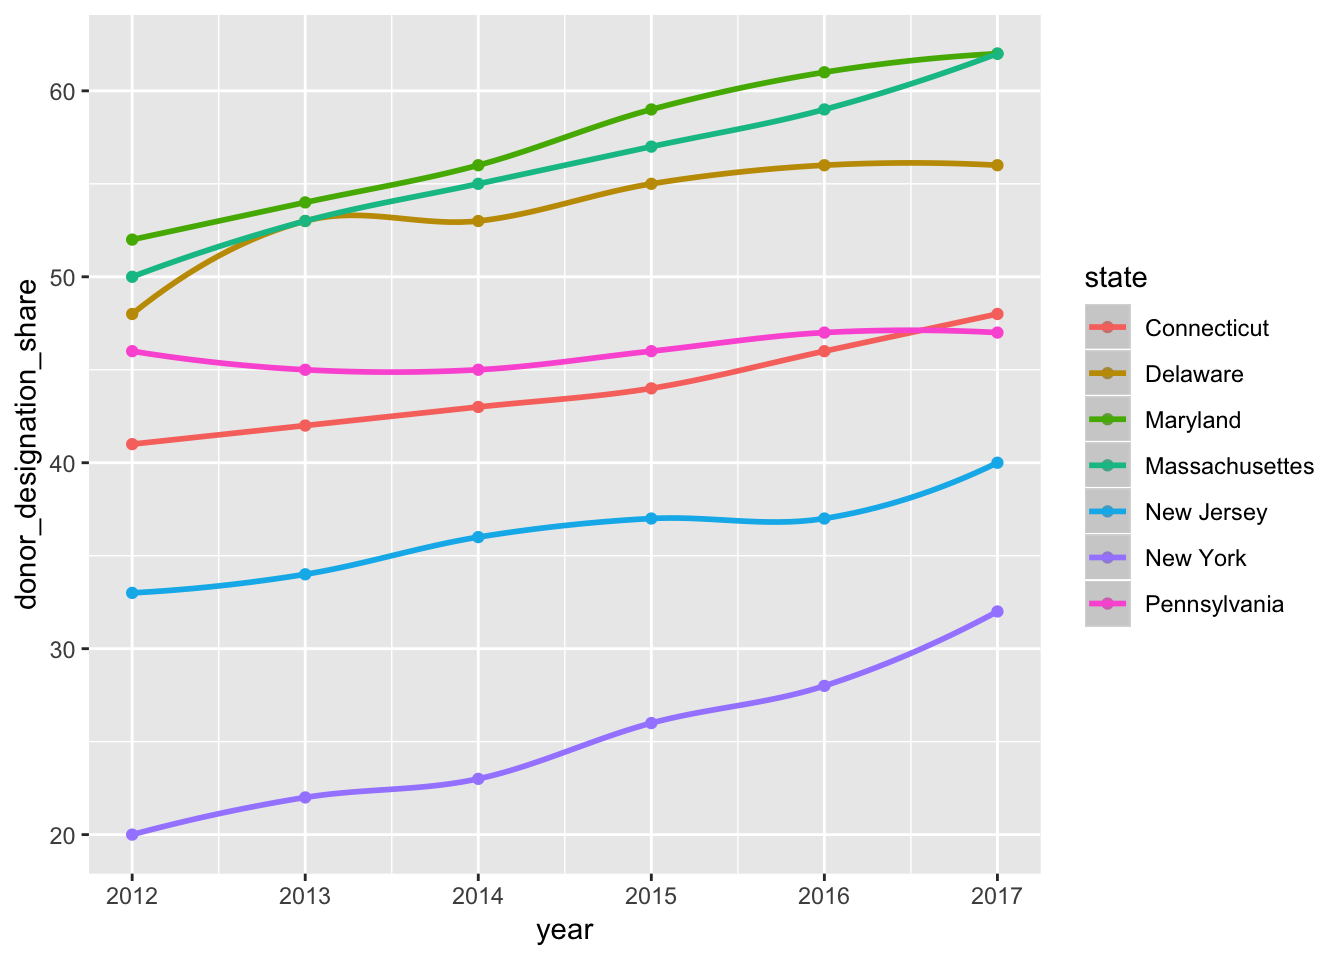 donor_designation_share
60
50
40
30
20
2012 2013 2014 2015 2016 2017
year
state
Connecticut
Delaware
Maryland
Massachusettes
New Jersey
New York
Pennsylvania